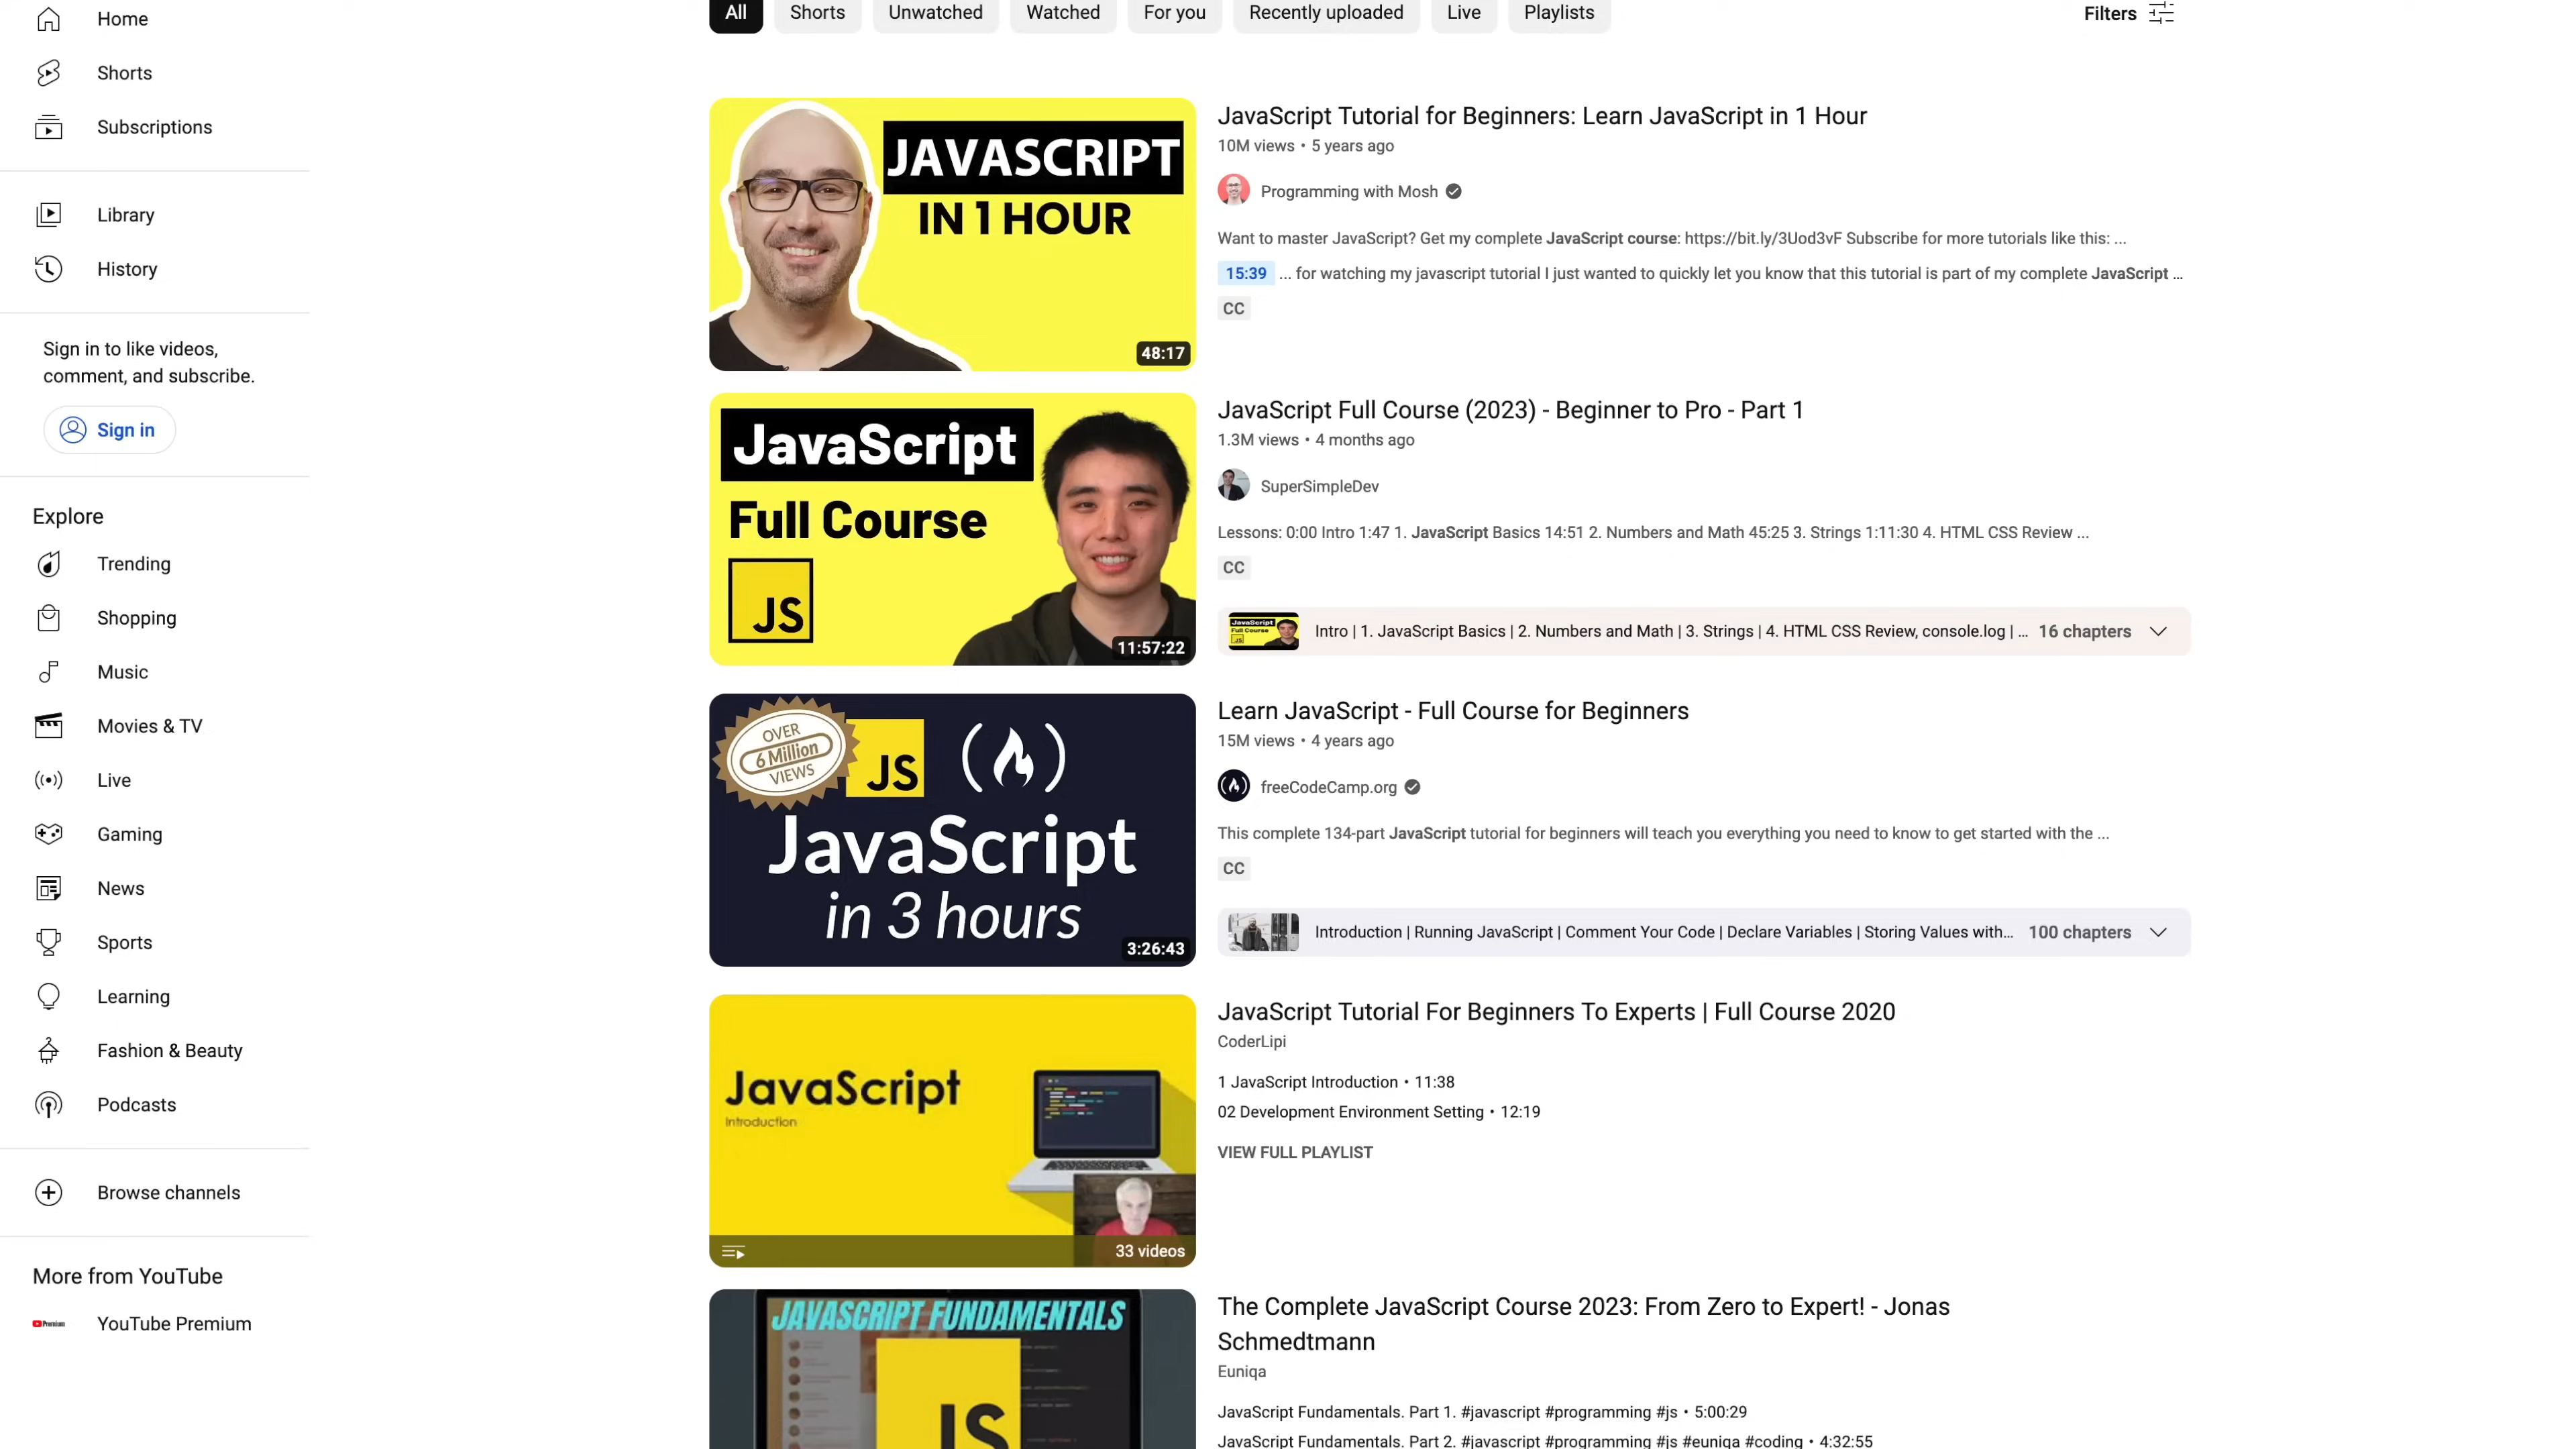 Home
Shorts
Subscriptions
Library
History
Sign in to like videos,
comment, and subscribe.
Sign in
Explore
Trending
Shopping
Music
Movies & TV
Live
Gaming
News
Sports
Learning
Fashion & Beauty
Podcasts
Browse channels
More from YouTube
Premium
YouTube Premium
All Shorts Unwatched Watched For you Recently uploaded Live Playlists Filters
JAVASCRIPT
IN 1 HOUR
48:17
JavaScript Tutorial for Beginners: Learn JavaScript in 1 Hour
10M views • 5 years ago
Programming with Mosh
Want to master JavaScript? Get my complete JavaScript course: https://bit.ly/3Uod3vF Subscribe for more tutorials like this: ...
15:39 ... for watching my javascript tutorial I just wanted to quickly let you know that this tutorial is part of my complete JavaScript ...
CC
JavaScript
Full Course
JS
11:57:22
JavaScript Full Course (2023) - Beginner to Pro - Part 1
1.3M views • 4 months ago
SuperSimpleDev
Lessons: 0:00 Intro 1:47 1. JavaScript Basics 14:51 2. Numbers and Math 45:25 3. Strings 1:11:30 4. HTML CSS Review ...
CC
JavaScript
Full Course
JS
Intro | 1. JavaScript Basics | 2. Numbers and Math | 3. Strings | 4. HTML CSS Review, console.log | ... 16 chapters
OVER
6 Million
VIEWS
JS
JavaScript
in 3 hours
3:26:43
Learn JavaScript - Full Course for Beginners
15M views • 4 years ago
freeCodeCamp.org
This complete 134-part JavaScript tutorial for beginners will teach you everything you need to know to get started with the ...
CC
Introduction | Running JavaScript | Comment Your Code | Declare Variables | Storing Values with... 100 chapters
JavaScript
Introduction
33 videos
JavaScript Tutorial For Beginners To Experts | Full Course 2020
CoderLipi
1 JavaScript Introduction • 11:38
02 Development Environment Setting • 12:19
VIEW FULL PLAYLIST
JAVASCRIPT FUNDAMENTALS
JS
The Complete JavaScript Course 2023: From Zero to Expert! - Jonas
Schmedtmann
Euniqa
JavaScript Fundamentals. Part 1. #javascript #programming #js • 5:00:29
JavaScript Fundamentals. Part 2. #javascript #programming #js #euniqa #coding • 4:32:55